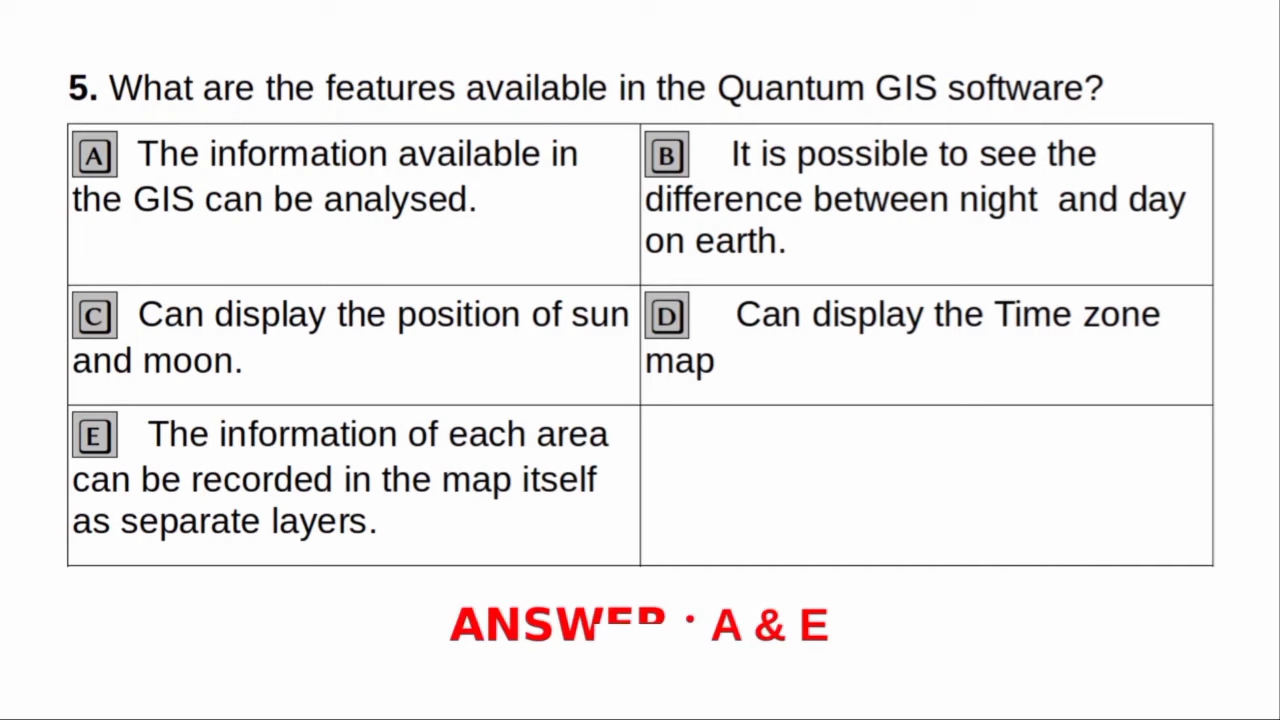 5. What are the features available in the Quantum GIS software?
A The information available in
the GIS can be analysed.
B It is possible to see the
difference between night and day
on earth.
C Can display the position of sun
and moon.
D Can display the Time zone
map
E The information of each area
can be recorded in the map itself
as separate layers.
ANSWER : A & E